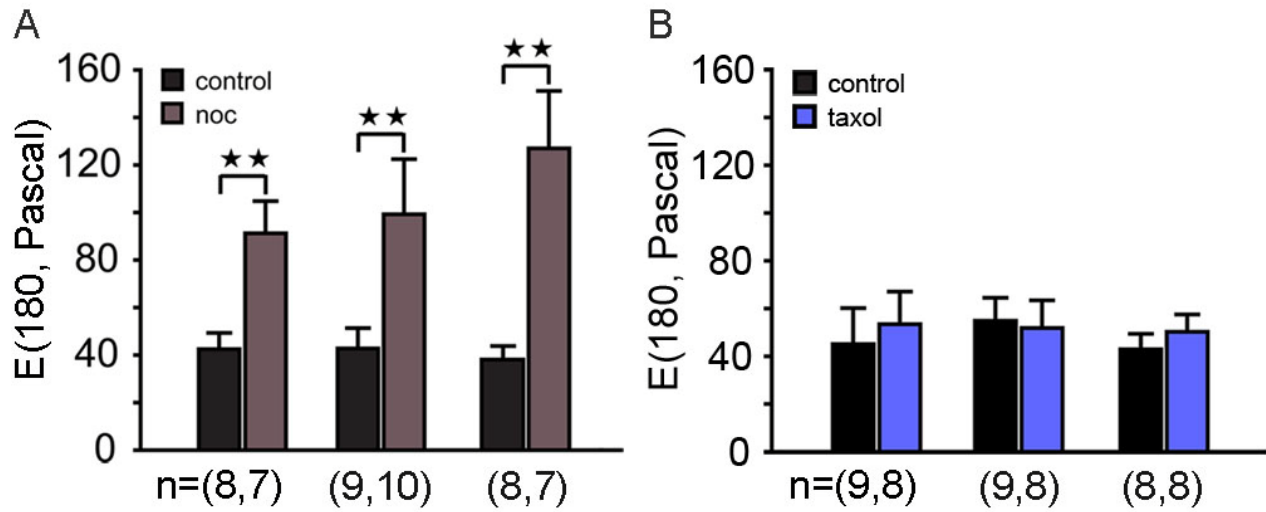 A
E(180, Pascal)
160
120
80
40
0
control
noc
★★
★★
★★
n=(8,7)
(9,10)
(8,7)
B
E(180, Pascal)
160
120
80
40
0
control
taxol
n=(9,8)
(9,8)
(8,8)